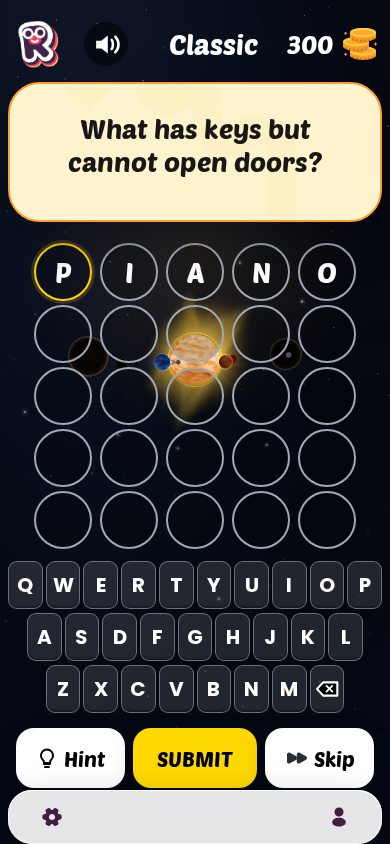 R
Classic
300
What has keys but
cannot open doors?
P I A N O
Q W E R T Y U I O P
A S D F G H J K L
Z X C V B N M
Hint
SUBMIT
Skip